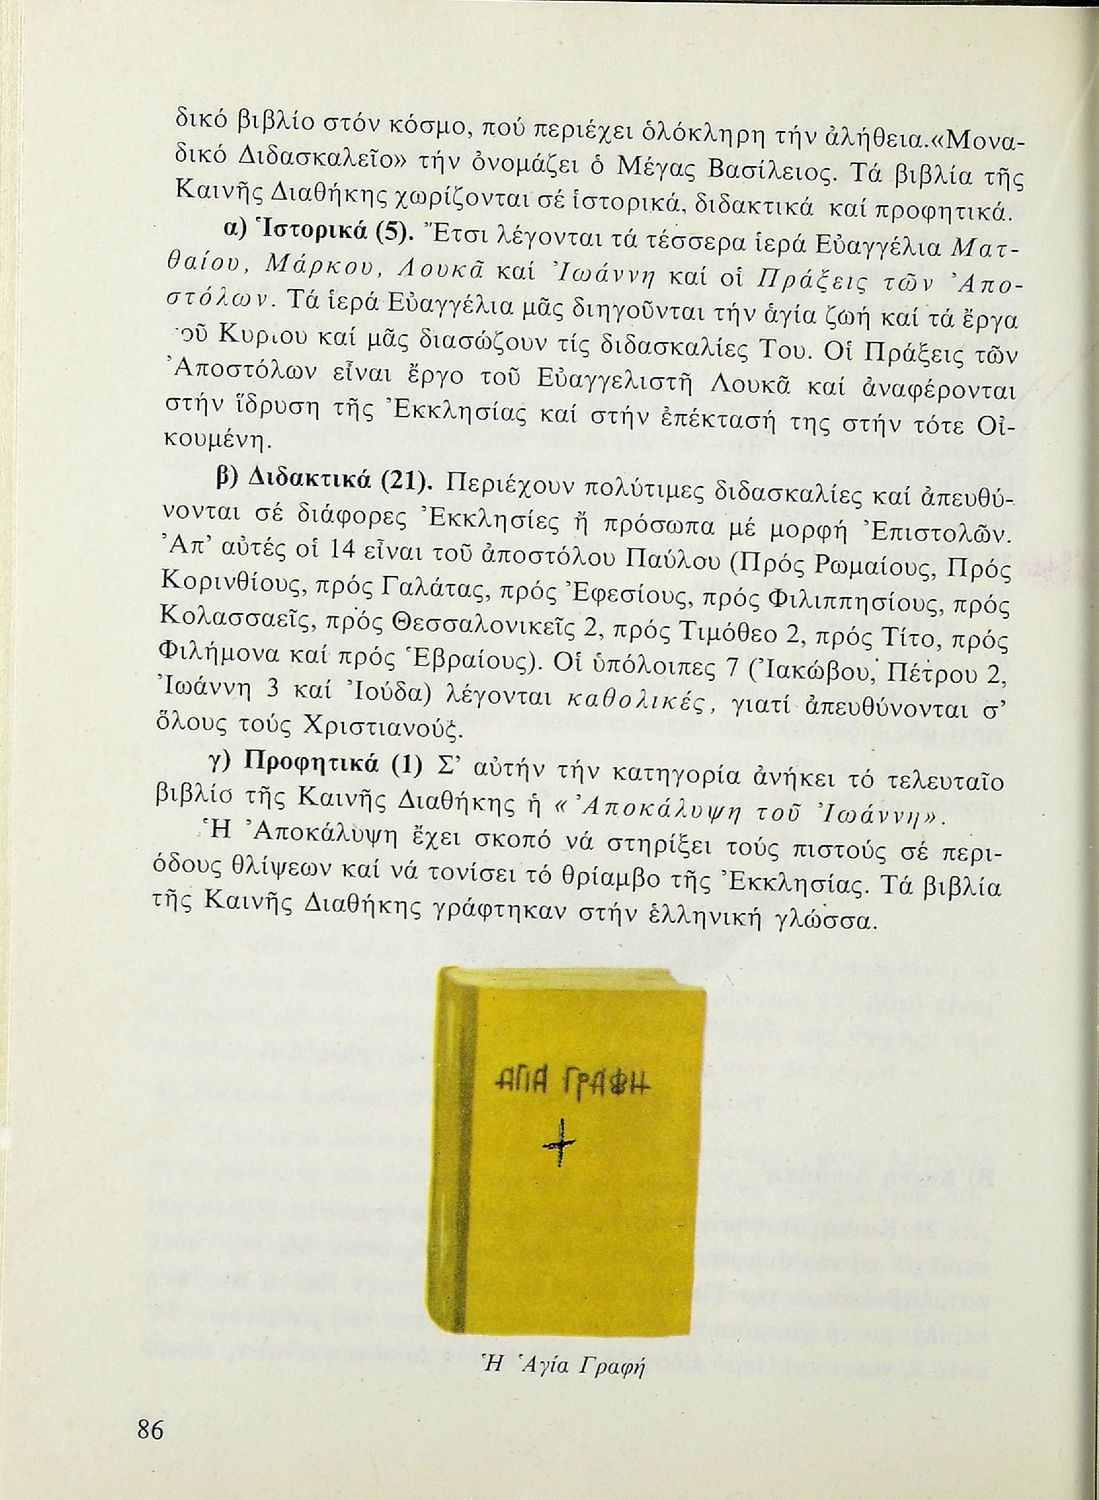 δικό βιβλίο στόν κόσμο, πού περιέχει ὁλόκληρη τήν ἀλήθεια.«Μονα-
δικό Διδασκαλεῖο» τήν ὀνομάζει ὁ Μέγας Βασίλειος. Τά βιβλία τῆς
Καινῆς Διαθήκης χωρίζονται σέ ἱστορικά, διδακτικά καί προφητικά.
α) Ἱστορικά (5). Ἔτσι λέγονται τά τέσσερα ἱερά Εὐαγγέλια Ματ-
θαίου, Μάρκου, Λουκᾶ καί Ἰωάννη καί οἱ Πράξεις τῶν Ἀπο-
στόλων. Τά ἱερά Εὐαγγέλια μᾶς διηγοῦνται τήν ἁγία ζωή καί τά ἔργα
τοῦ Κυρίου καί μᾶς διασώζουν τίς διδασκαλίες Του. Οἱ Πράξεις τῶν
Ἀποστόλων εἶναι ἔργο τοῦ Εὐαγγελιστῆ Λουκᾶ καί ἀναφέρονται
στήν ἵδρυση τῆς Ἐκκλησίας καί στήν ἐπέκτασή της στήν τότε Οἰ-
κουμένη.
β) Διδακτικά (21). Περιέχουν πολύτιμες διδασκαλίες καί ἀπευθύ-
νονται σέ διάφορες Ἐκκλησίες ἤ πρόσωπα μέ μορφή Ἐπιστολῶν.
Ἀπ’ αὐτές οἱ 14 εἶναι τοῦ ἀποστόλου Παύλου (Πρός Ρωμαίους, Πρός
Κορινθίους, πρός Γαλάτας, πρός Ἐφεσίους, πρός Φιλιππησίους, πρός
Κολασσαεῖς, πρός Θεσσαλονικεῖς 2, πρός Τιμόθεο 2, πρός Τίτο, πρός
Φιλήμονα καί πρός Ἑβραίους). Οἱ ὑπόλοιπες 7 (Ἰακώβου, Πέτρου 2,
Ἰωάννη 3 καί Ἰούδα) λέγονται καθολικές, γιατί ἀπευθύνονται σ’
ὅλους τούς Χριστιανούς.
γ) Προφητικά (1) Σ’ αὐτήν τήν κατηγορία ἀνήκει τό τελευταῖο
βιβλίο τῆς Καινῆς Διαθήκης ἡ «Ἀποκάλυψη τοῦ Ἰωάννη».
Ἡ Ἀποκάλυψη ἔχει σκοπό νά στηρίξει τούς πιστούς σέ περι-
όδους θλίψεων καί νά τονίσει τό θρίαμβο τῆς Ἐκκλησίας. Τά βιβλία
τῆς Καινῆς Διαθήκης γράφτηκαν στήν ἑλληνική γλώσσα.
ΑΓΙΑ ΓΡΑΦΗ
Ἡ Ἁγία Γραφή
86